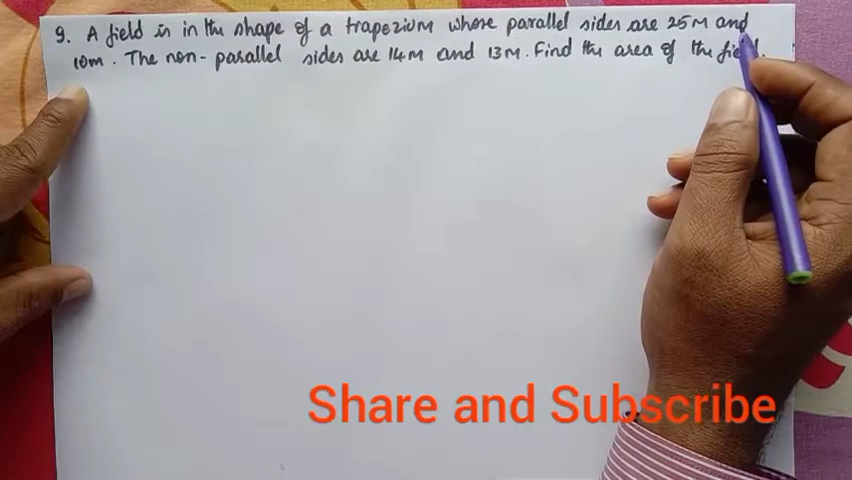 9. A field is in the shape of a trapezium whose parallel sides are 25m and
10m. The non-parallel sides are 14m and 13m. Find the area of the field.
Share and Subscribe